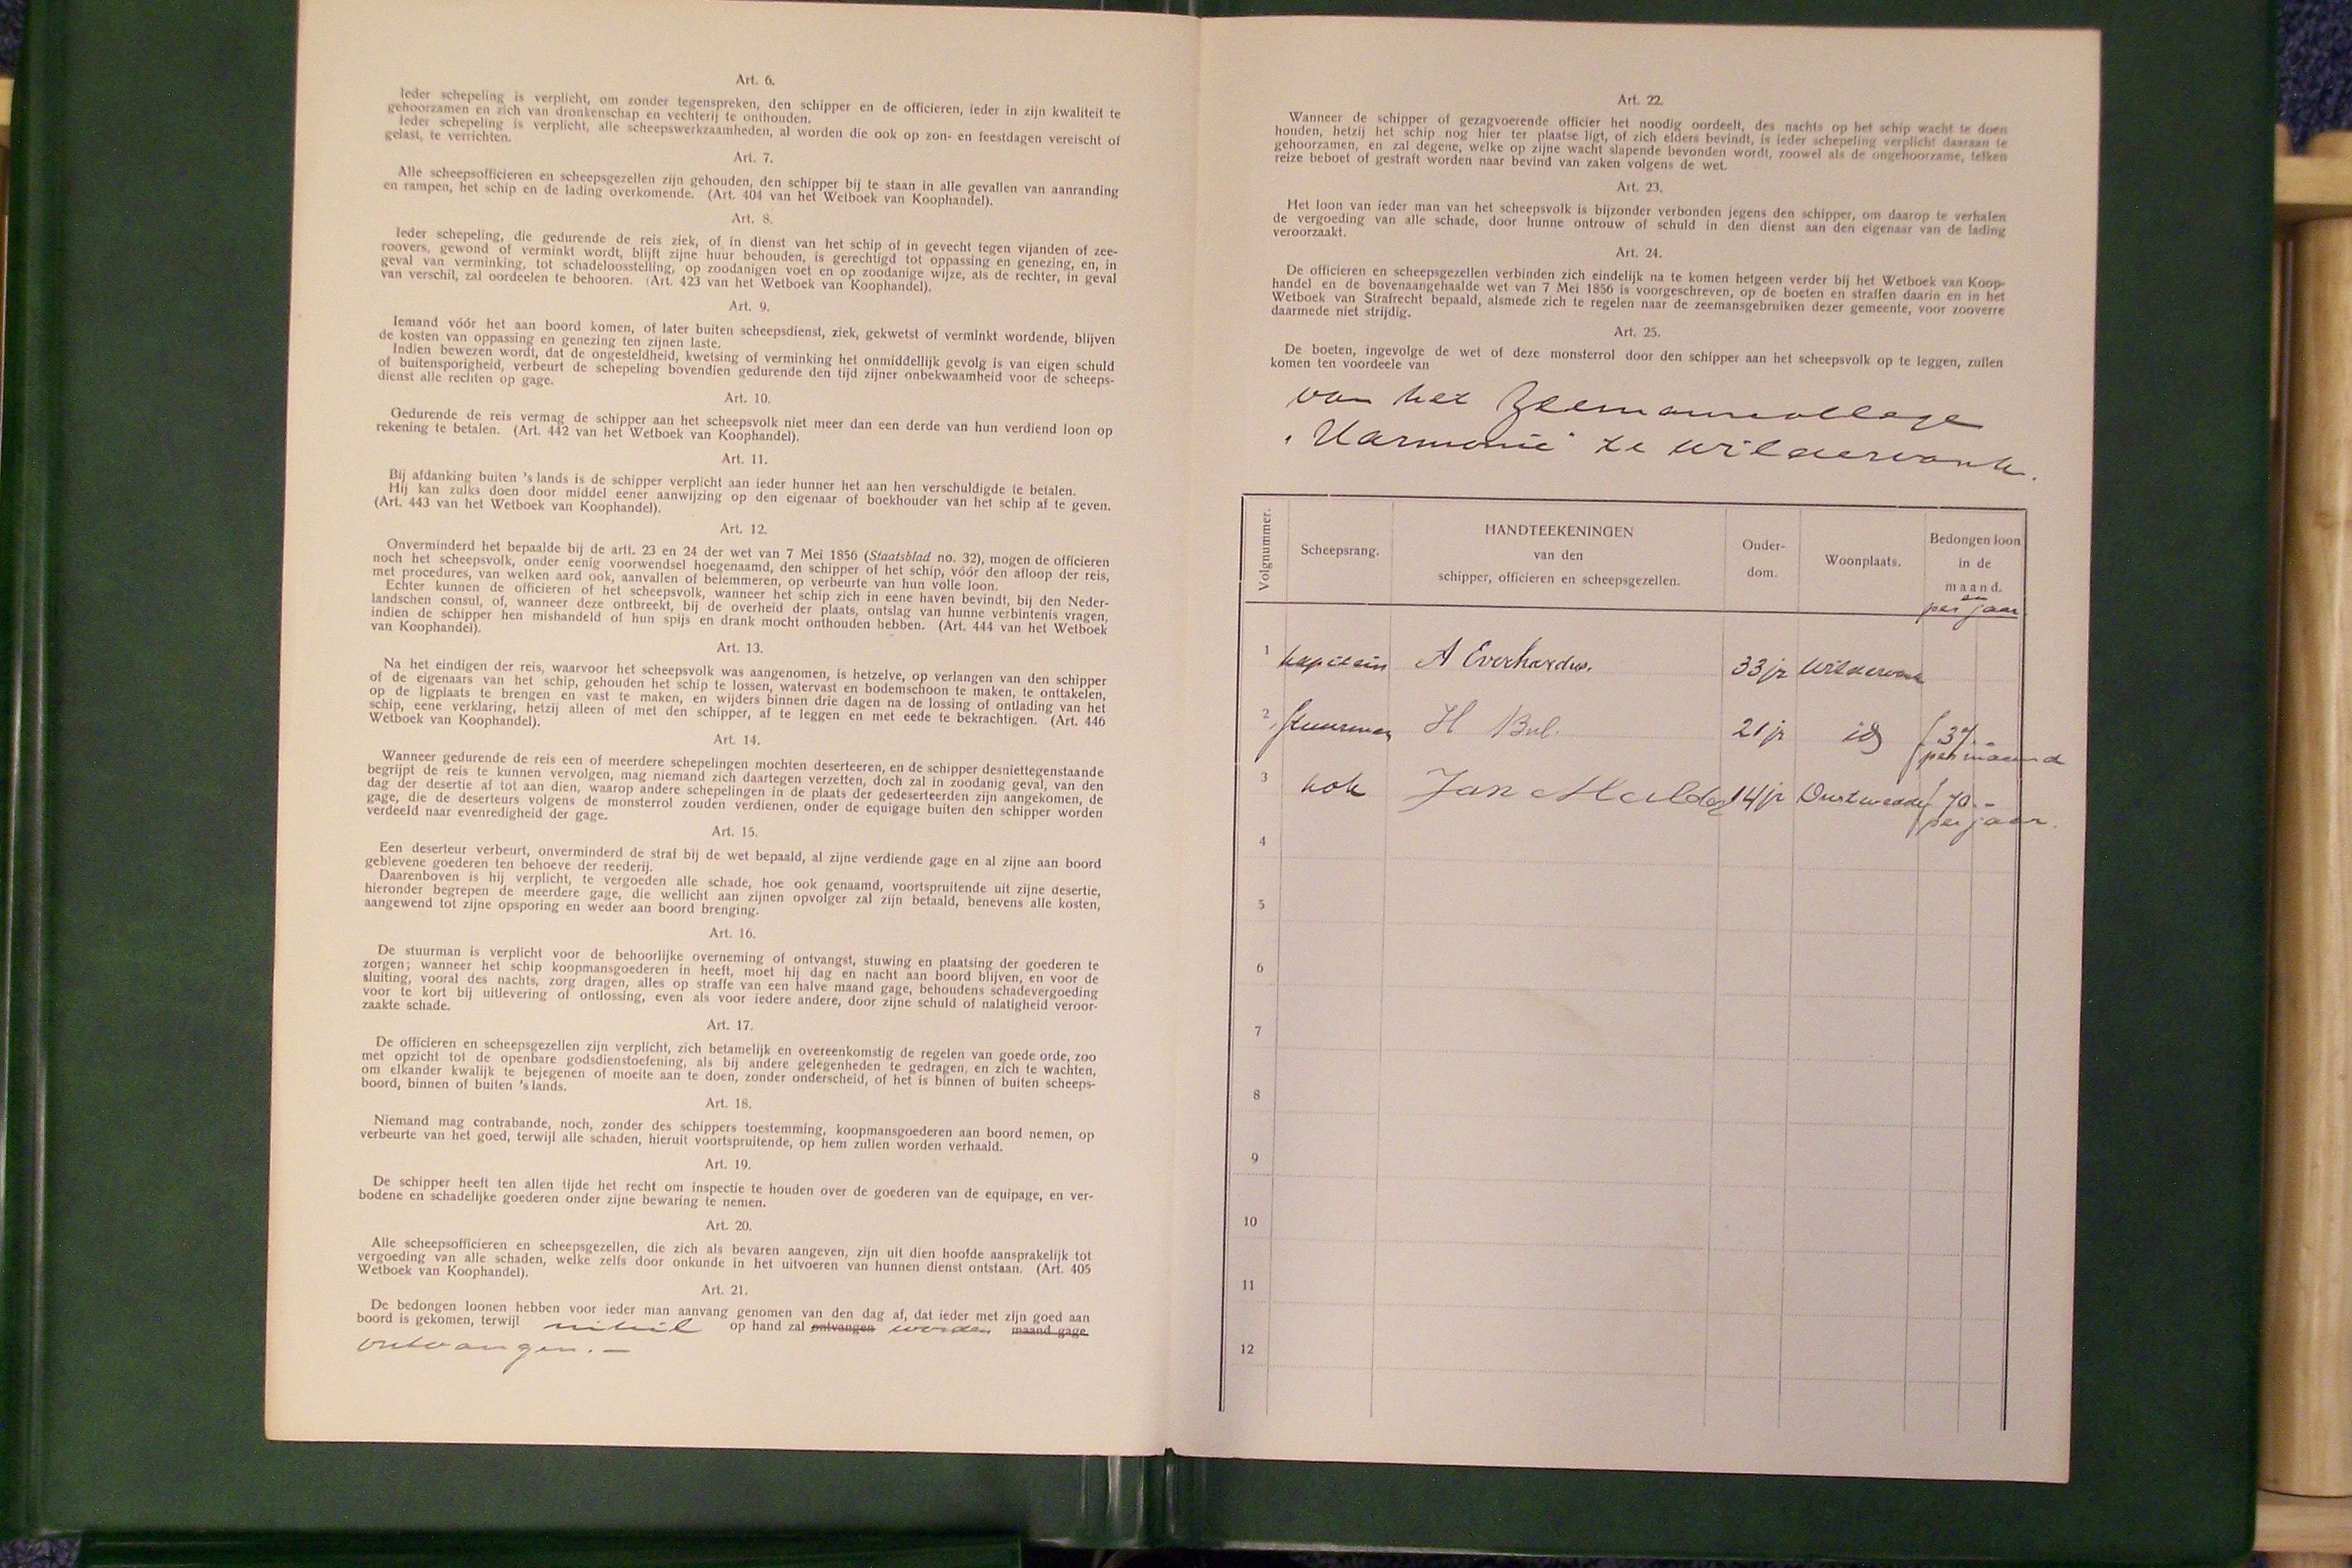 Art. 6.
Ieder schepeling is verplicht, om zonder tegenspreken, den schipper en de officieren, ieder in zijn kwaliteit te
gehoorzamen en zich van dronkenschap en vechterij te onthouden.
Ieder schepeling is verplicht, alle scheepswerkzaamheden, al worden die ook op zon- en feestdagen vereischt of
gelast, te verrichten.
Art. 7.
Alle scheepsofficieren en scheepsgezellen zijn gehouden, den schipper bij te staan in alle gevallen van aanranding
en rampen, het schip en de lading overkomende. (Art. 404 van het Wetboek van Koophandel).
Art. 8.
Ieder schepeling, die gedurende de reis ziek, of in dienst van het schip of in gevecht tegen vijanden of zee-
roovers, gewond of verminkt wordt, blijft zijne huur behouden, is gerechtigd tot oppassing en genezing, en, in
geval van verminking, tot schadeloosstelling, op zoodanigen voet en op zoodanige wijze, als de rechter, in geval
van verschil, zal oordeelen te behooren. (Art. 423 van het Wetboek van Koophandel).
Art. 9.
Iemand vóór het aan boord komen, of later buiten scheepsdienst, ziek, gekwetst of verminkt wordende, blijven
de kosten van oppassing en genezing ten zijnen laste.
Indien bewezen wordt, dat de ongesteldheid, kwetsing of verminking het onmiddellijk gevolg is van eigen schuld
of buitensporigheid, verbeurt de schepeling bovendien gedurende den tijd zijner onbekwaamheid voor de scheeps-
dienst alle rechten op gage.
Art. 10.
Gedurende de reis vermag de schipper aan het scheepsvolk niet meer dan een derde van hun verdiend loon op
rekening te betalen. (Art. 442 van het Wetboek van Koophandel).
Art. 11.
Bij afdanking buiten 's lands is de schipper verplicht aan ieder hunner het aan hen verschuldigde te betalen.
Hij kan zulks doen door middel eener aanwijzing op den eigenaar of boekhouder van het schip af te geven.
(Art. 443 van het Wetboek van Koophandel).
Art. 12.
Onverminderd het bepaalde bij de artt. 23 en 24 der wet van 7 Mei 1856 (Staatsblad no. 32), mogen de officieren
noch het scheepsvolk, onder eenig voorwendsel hoegenaamd, den schipper of het schip, vóór den afloop der reis,
met procedures, van welken aard ook, aanvallen of belemmeren, op verbeurte van hun volle loon.
Echter kunnen de officieren of het scheepsvolk, wanneer het schip zich in eene haven bevindt, bij den Neder-
landschen consul, of, wanneer deze ontbreekt, bij de overheid der plaats, ontslag van hunne verbintenis vragen,
indien de schipper hen mishandeld of hun spijs en drank mocht onthouden hebben. (Art. 444 van het Wetboek
van Koophandel).
Art. 13.
Na het eindigen der reis, waarvoor het scheepsvolk was aangenomen, is hetzelve, op verlangen van den schipper
of de eigenaars van het schip, gehouden het schip te lossen, watervast en bodemschoon te maken, te onttakelen,
op de ligplaats te brengen en vast te maken, en wijders binnen drie dagen na de lossing of ontlading van het
schip, eene verklaring, hetzij alleen of met den schipper, af te leggen en met eede te bekrachtigen. (Art. 446
Wetboek van Koophandel).
Art. 14.
Wanneer gedurende de reis een of meerdere schepelingen mochten deserteeren, en de schipper desniettegenstaande
begrijpt de reis te kunnen vervolgen, mag niemand zich daartegen verzetten, doch zal in zoodanig geval, van den
dag der desertie af tot aan dien, waarop andere schepelingen in de plaats der gedeserteerden zijn aangekomen, de
gage, die de deserteurs volgens de monsterrol zouden verdienen, onder de equigage buiten den schipper worden
verdeeld naar evenredigheid der gage.
Art. 15.
Een deserteur verbeurt, onverminderd de straf bij de wet bepaald, al zijne verdiende gage en al zijne aan boord
geblevene goederen ten behoeve der reederij.
Daarenboven is hij verplicht, te vergoeden alle schade, hoe ook genaamd, voortspruitende uit zijne desertie,
hieronder begrepen de meerdere gage, die wellicht aan zijnen opvolger zal zijn betaald, benevens alle kosten,
aangewend tot zijne opsporing en weder aan boord brenging.
Art. 16.
De stuurman is verplicht voor de behoorlijke overneming of ontvangst, stuwing en plaatsing der goederen te
zorgen; wanneer het schip koopmansgoederen in heeft, moet hij dag en nacht aan boord blijven, en voor de
sluiting, vooral des nachts, zorg dragen, alles op straffe van een halve maand gage, behoudens schadevergoeding
voor te kort bij uitlevering of ontlossing, even als voor iedere andere, door zijne schuld of nalatigheid veroor-
zaakte schade.
Art. 17.
De officieren en scheepsgezellen zijn verplicht, zich betamelijk en overeenkomstig de regelen van goede orde, zoo
met opzicht tot de openbare godsdienstoefening, als bij andere gelegenheden te gedragen, en zich te wachten,
om elkander kwalijk te bejegenen of moeite aan te doen, zonder onderscheid, of het is binnen of buiten scheeps-
boord, binnen of buiten 's lands.
Art. 18.
Niemand mag contrabande, noch, zonder des schippers toestemming, koopmansgoederen aan boord nemen, op
verbeurte van het goed, terwijl alle schaden, hieruit voortspruitende, op hem zullen worden verhaald.
Art. 19.
De schipper heeft ten allen tijde het recht om inspectie te houden over de goederen van de equipage, en ver-
bodene en schadelijke goederen onder zijne bewaring te nemen.
Art. 20.
Alle scheepsofficieren en scheepsgezellen, die zich als bevaren aangeven, zijn uit dien hoofde aansprakelijk tot
vergoeding van alle schaden, welke zelfs door onkunde in het uitvoeren van hunnen dienst ontstaan. (Art. 405
Wetboek van Koophandel).
Art. 21.
De bedongen loonen hebben voor ieder man aanvang genomen van den dag af, dat ieder met zijn goed aan
boord is gekomen, terwijl nihil op hand zal ontvangen worden maand gage
ontvangen. —
Art. 22.
Wanneer de schipper of gezagvoerende officier het noodig oordeelt, des nachts op het schip wacht te doen
houden, hetzij het schip nog hier ter plaatse ligt, of zich elders bevindt, is ieder schepeling verplicht daaraan te
gehoorzamen, en zal degene, welke op zijne wacht slapende bevonden wordt, zoowel als de ongehoorzame, telken
reize beboet of gestraft worden naar bevind van zaken volgens de wet.
Art. 23.
Het loon van ieder man van het scheepsvolk is bijzonder verbonden jegens den schipper, om daarop te verhalen
de vergoeding van alle schade, door hunne ontrouw of schuld in den dienst aan den eigenaar van de lading
veroorzaakt.
Art. 24.
De officieren en scheepsgezellen verbinden zich eindelijk na te komen hetgeen verder bij het Wetboek van Koop-
handel en de bovenaangehaalde wet van 7 Mei 1856 is voorgeschreven, op de boeten en straffen daarin en in het
Wetboek van Strafrecht bepaald, alsmede zich te regelen naar de zeemansgebruiken dezer gemeente, voor zooverre
daarmede niet strijdig.
Art. 25.
De boeten, ingevolge de wet of deze monsterrol door den schipper aan het scheepsvolk op te leggen, zullen
komen ten voordeele van
van het Zeemanscollege
"Harmonie" te Wildervank.
Volgnummer. Scheepsrang. HANDTEEKENINGEN van den schipper, officieren en scheepsgezellen. Ouder-dom. Woonplaats. Bedongen loon in de maand.
en per jaar
1 kapitein A Everhardus. 33 jr Wildervank
2 stuurman H Bul. 21 jr id f 37.-
per maand
3 kok Jan Mulder 14 jr Onstwedde f 70.-
per jaar.
4
5
6
7
8
9
10
11
12